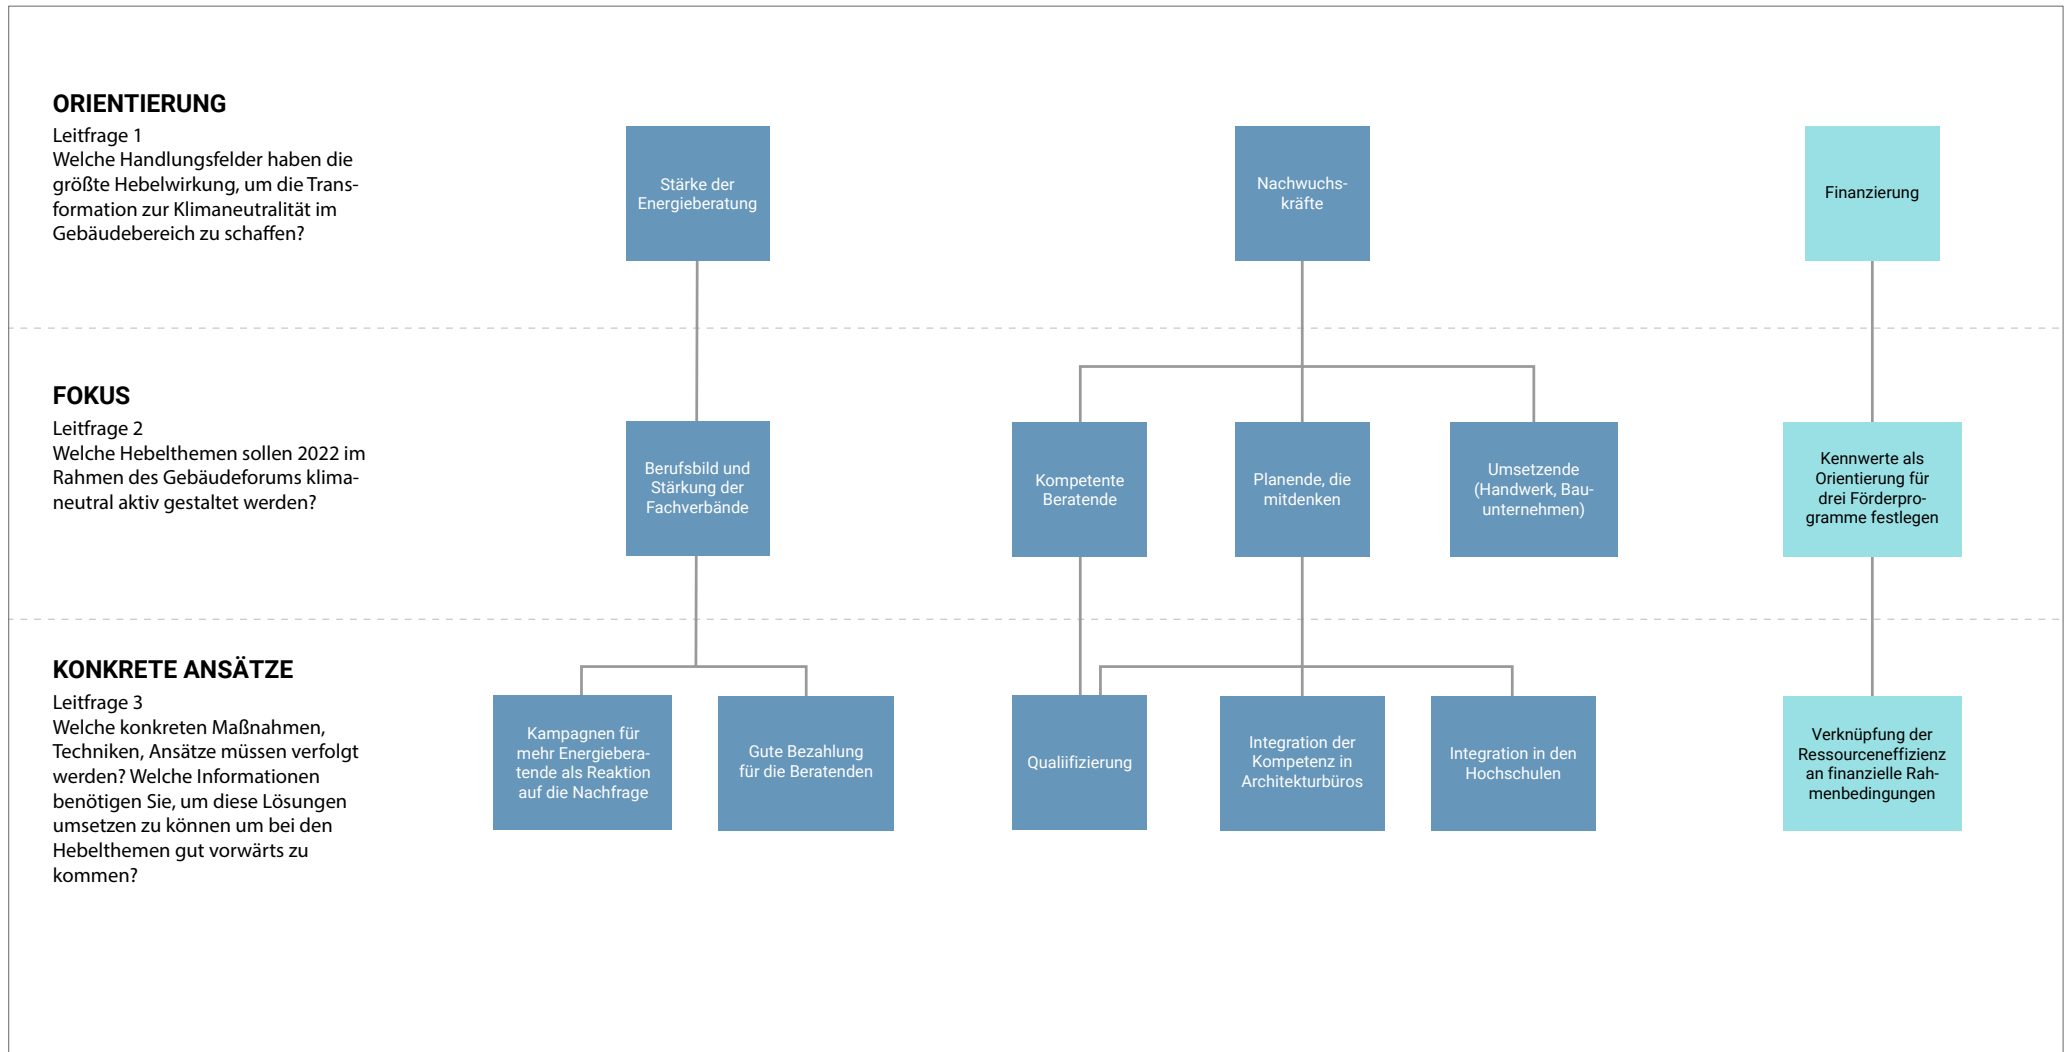 ORIENTIERUNG
Leitfrage 1
Welche Handlungsfelder haben die
größte Hebelwirkung, um die Trans-
formation zur Klimaneutralität im
Gebäudebereich zu schaffen?
Stärke der
Energieberatung
Nachwuchs-
kräfte
Finanzierung
FOKUS
Leitfrage 2
Welche Hebelthemen sollen 2022 im
Rahmen des Gebäudeforums klima-
neutral aktiv gestaltet werden?
Berufsbild und
Stärkung der
Fachverbände
Kompetente
Beratende
Planende, die
mitdenken
Umsetzende
(Handwerk, Bau-
unternehmen)
Kennwerte als
Orientierung für
drei Förderpro-
gramme festlegen
KONKRETE ANSÄTZE
Leitfrage 3
Welche konkreten Maßnahmen,
Techniken, Ansätze müssen verfolgt
werden? Welche Informationen
benötigen Sie, um diese Lösungen
umsetzen zu können um bei den
Hebelthemen gut vorwärts zu
kommen?
Kampagnen für
mehr Energiebera-
tende als Reaktion
auf die Nachfrage
Gute Bezahlung
für die Beratenden
Qualiifizierung
Integration der
Kompetenz in
Architekturbüros
Integration in den
Hochschulen
Verknüpfung der
Ressourceneffizienz
an finanzielle Rah-
menbedingungen